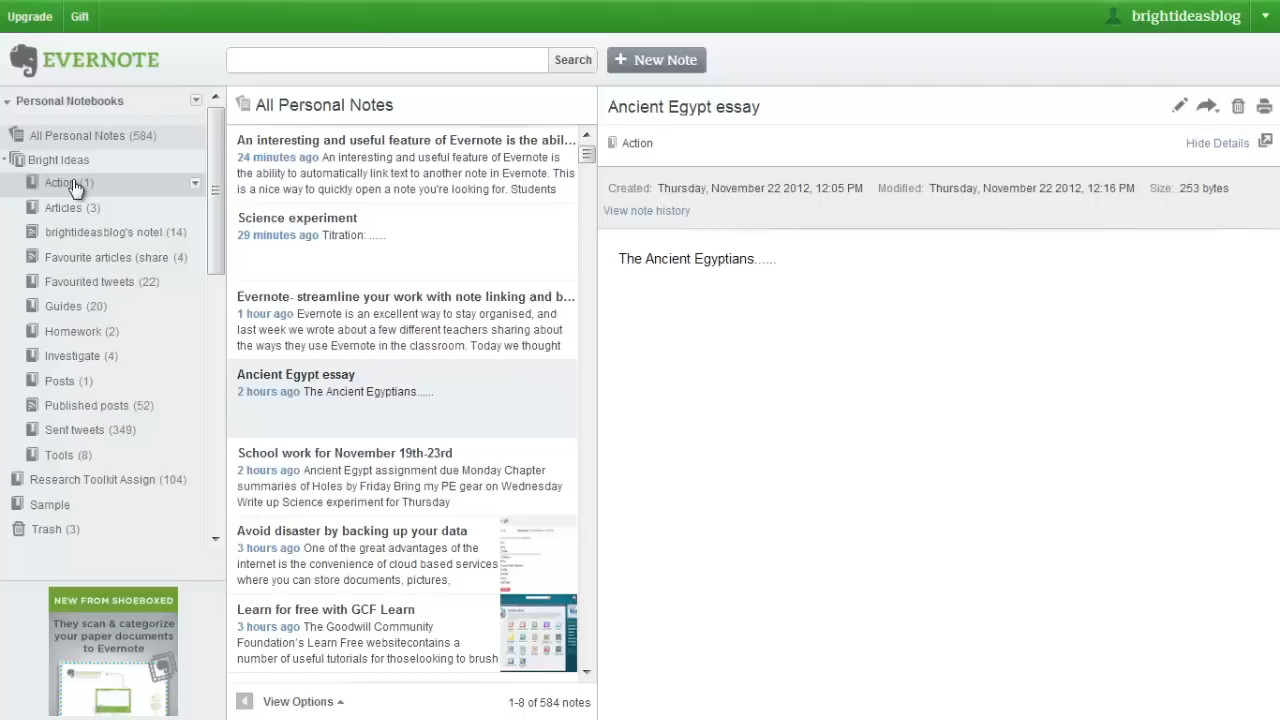 Upgrade
Gift
brightideasblog
EVERNOTE
Search
+ New Note
Personal Notebooks
All Personal Notes (584)
Bright Ideas
Action (1)
Articles (3)
brightideasblog's notel (14)
Favourite articles (share (4)
Favourited tweets (22)
Guides (20)
Homework (2)
Investigate (4)
Posts (1)
Published posts (52)
Sent tweets (349)
Tools (8)
Research Toolkit Assign (104)
Sample
Trash (3)
NEW FROM SHOEBOXED
They scan & categorize
your paper documents
to Evernote
All Personal Notes
An interesting and useful feature of Evernote is the abil...
24 minutes ago An interesting and useful feature of Evernote is
the ability to automatically link text to another note in Evernote. This
is a nice way to quickly open a note you're looking for. Students
Science experiment
29 minutes ago Titration: ......
Evernote- streamline your work with note linking and b...
1 hour ago Evernote is an excellent way to stay organised, and
last week we wrote about a few different teachers sharing about
the ways they use Evernote in the classroom. Today we thought
Ancient Egypt essay
2 hours ago The Ancient Egyptians......
School work for November 19th-23rd
2 hours ago Ancient Egypt assignment due Monday Chapter
summaries of Holes by Friday Bring my PE gear on Wednesday
Write up Science experiment for Thursday
Avoid disaster by backing up your data
3 hours ago One of the great advantages of the
internet is the convenience of cloud based services
where you can store documents, pictures,
Learn for free with GCF Learn
3 hours ago The Goodwill Community
Foundation's Learn Free websitecontains a
number of useful tutorials for thoselooking to brush
View Options
1-8 of 584 notes
Ancient Egypt essay
Action
Hide Details
Created: Thursday, November 22 2012, 12:05 PM Modified: Thursday, November 22 2012, 12:16 PM Size: 253 bytes
View note history
The Ancient Egyptians......